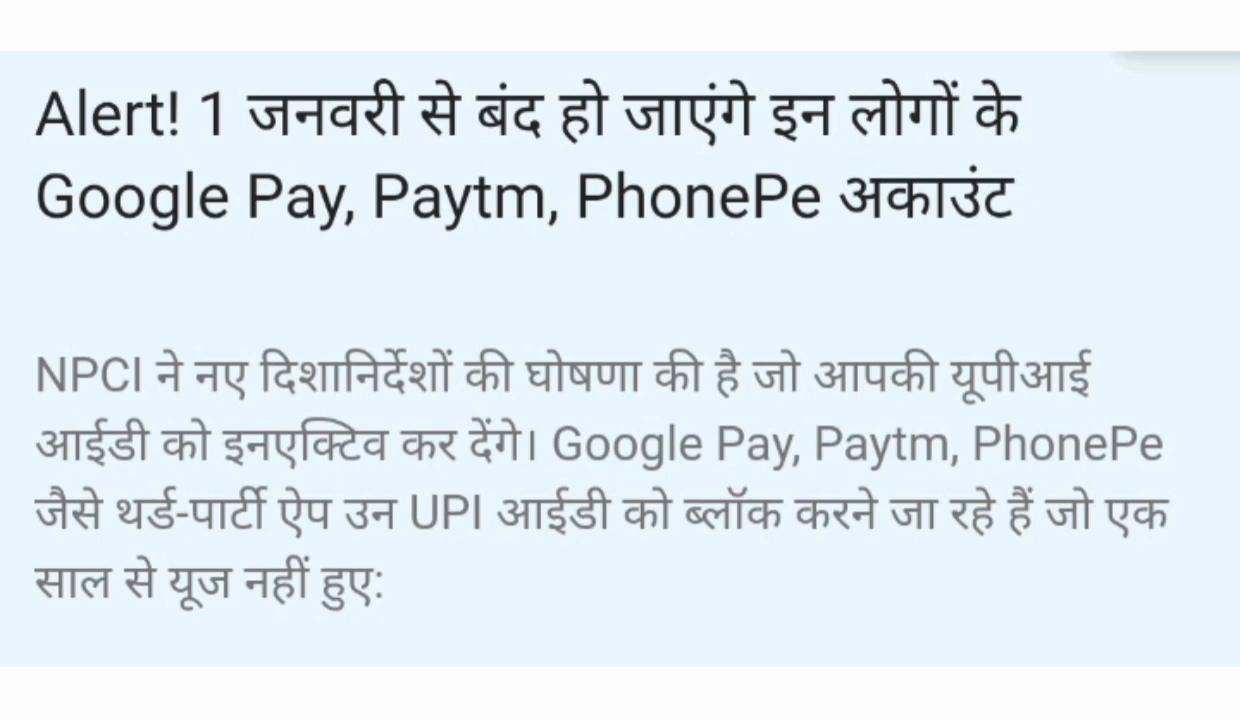 Alert! 1 जनवरी से बंद हो जाएंगे इन लोगों के
Google Pay, Paytm, PhonePe अकाउंट
NPCI ने नए दिशानिर्देशों की घोषणा की है जो आपकी यूपीआई
आईडी को इनएक्टिव कर देंगे। Google Pay, Paytm, PhonePe
जैसे थर्ड-पार्टी ऐप उन UPI आईडी को ब्लॉक करने जा रहे हैं जो एक
साल से यूज नहीं हुए: